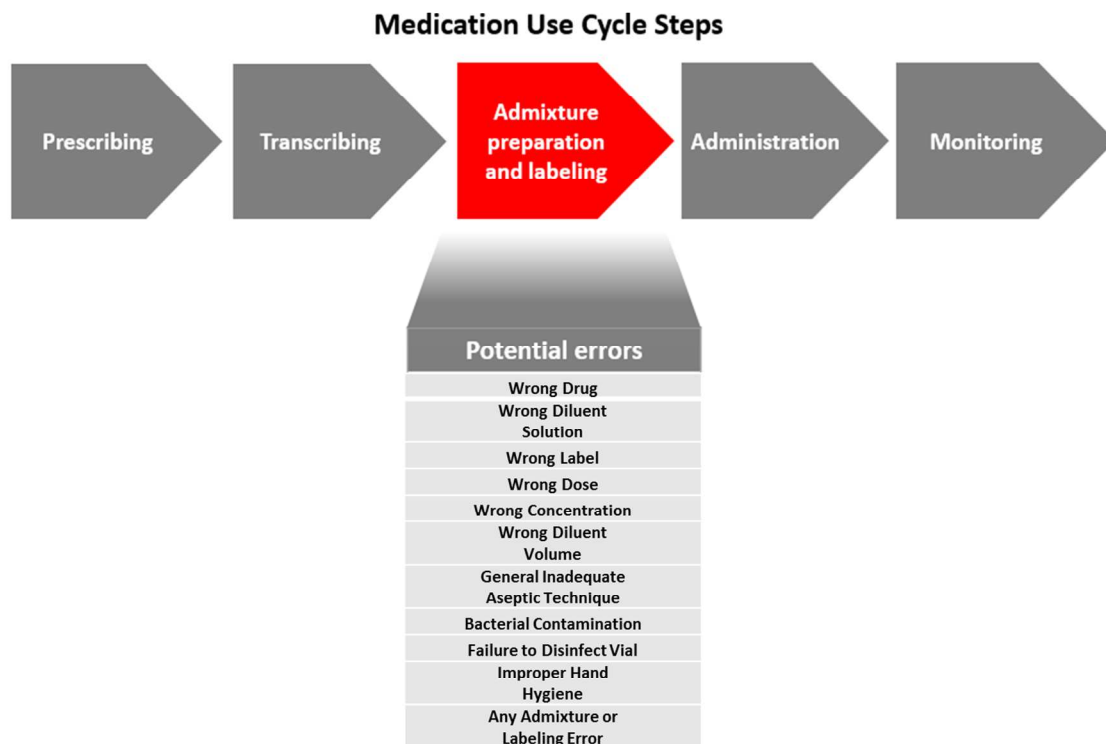 Medication Use Cycle Steps
Prescribing
Transcribing
Admixture
preparation
and labeling
Administration
Monitoring
Potential errors
Wrong Drug
Wrong Diluent
Solution
Wrong Label
Wrong Dose
Wrong Concentration
Wrong Diluent
Volume
General Inadequate
Aseptic Technique
Bacterial Contamination
Failure to Disinfect Vial
Improper Hand
Hygiene
Any Admixture or
Labeling Error